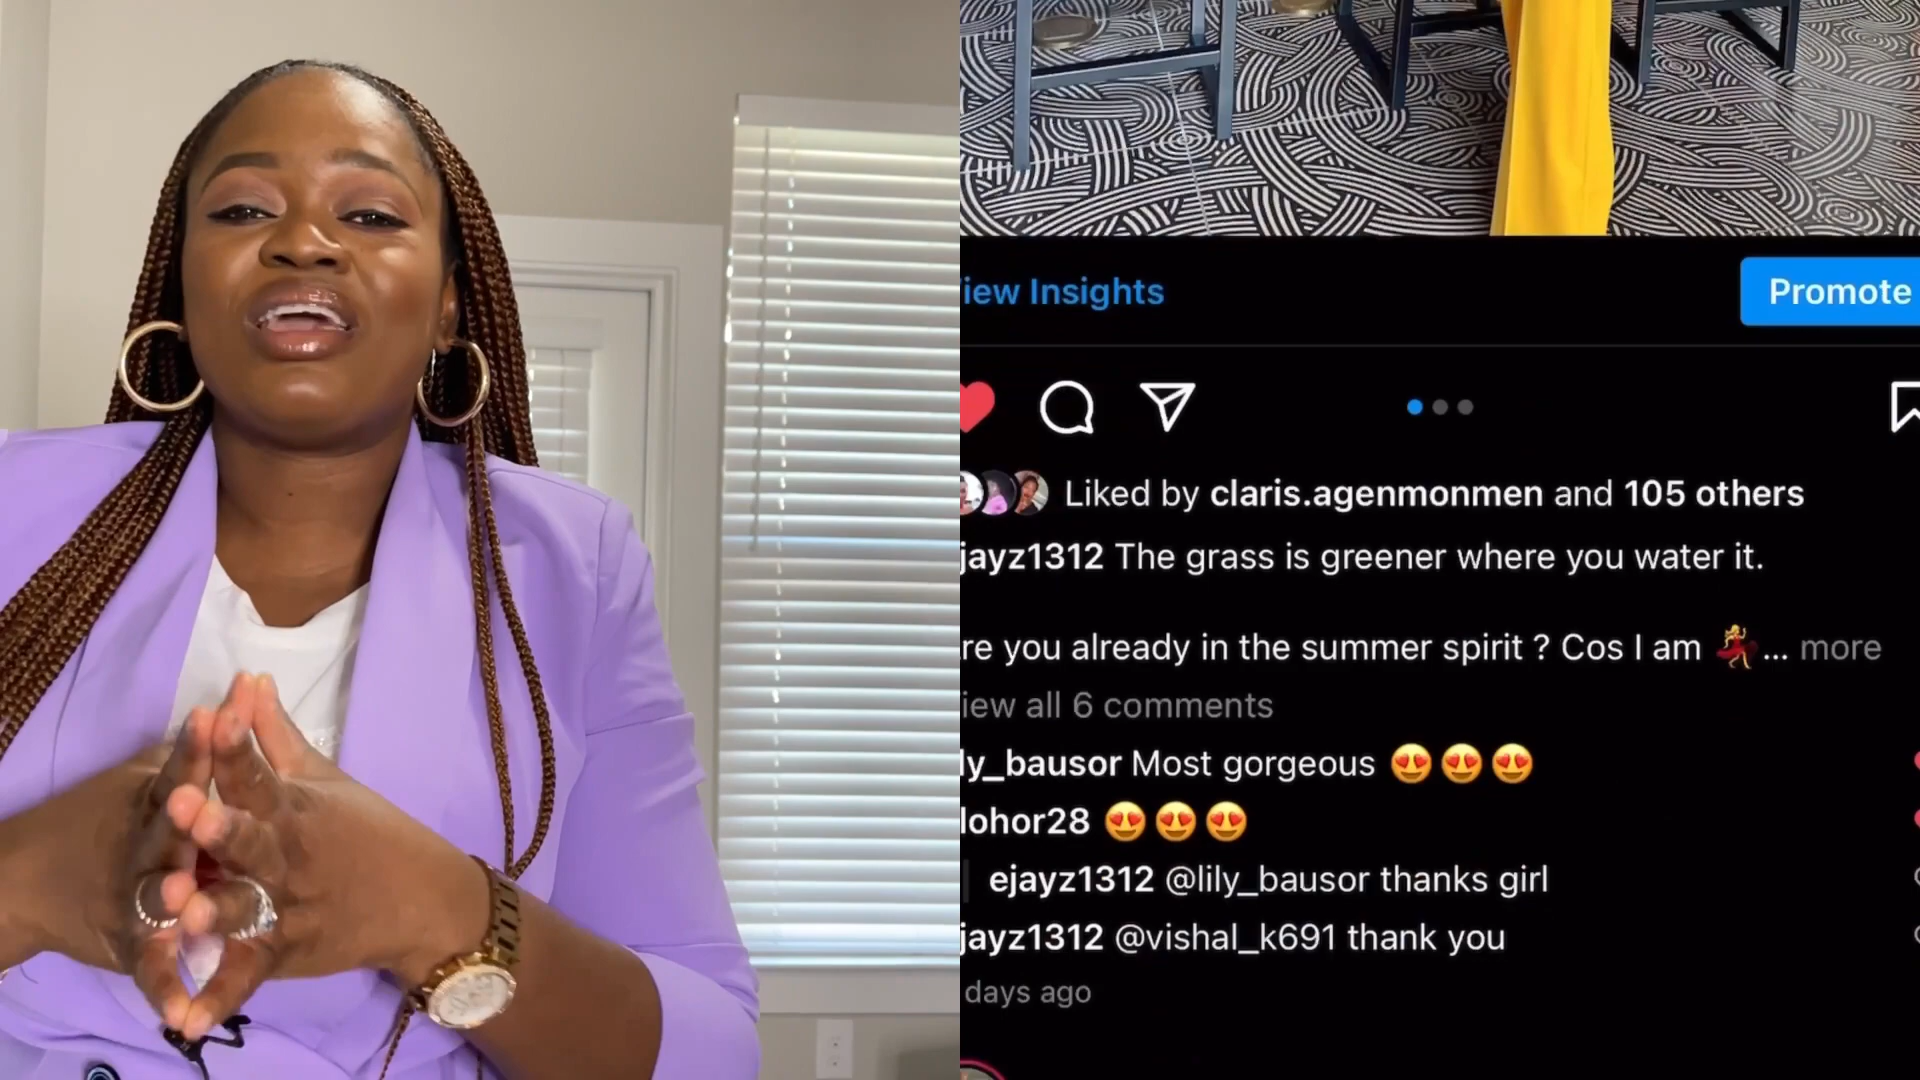 iew Insights
Promote
Liked by claris.agenmonmen and 105 others
jayz1312 The grass is greener where you water it.
re you already in the summer spirit ? Cos I am 💃... more
iew all 6 comments
ly_bausor Most gorgeous 😍😍😍
lohor28 😍😍😍
ejayz1312 @lily_bausor thanks girl
jayz1312 @vishal_k691 thank you
days ago